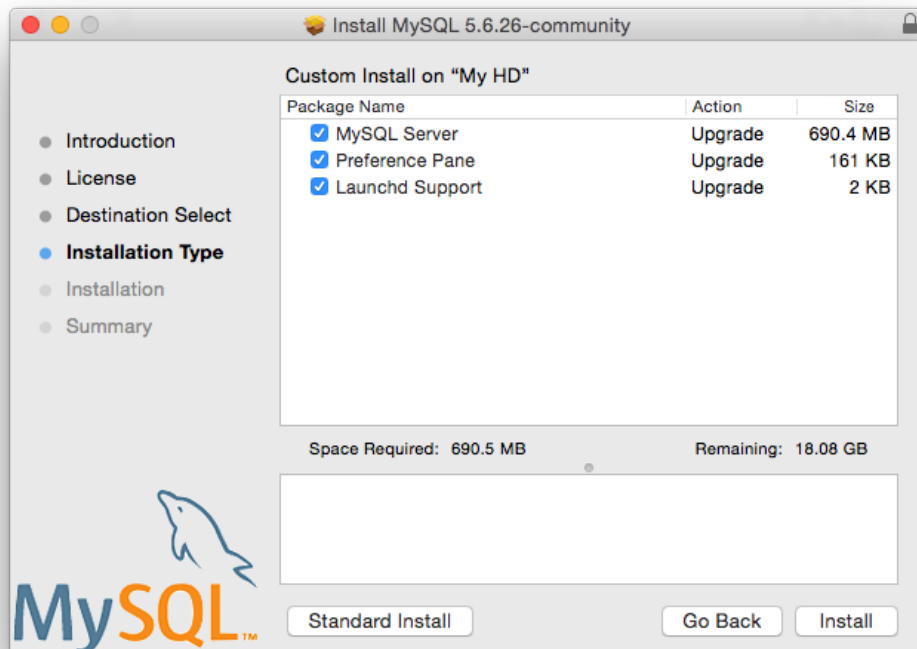 Install MySQL 5.6.26-community
Custom Install on “My HD”
Package Name Action Size
MySQL Server Upgrade 690.4 MB
Preference Pane Upgrade 161 KB
Launchd Support Upgrade 2 KB
Introduction
License
Destination Select
Installation Type
Installation
Summary
Space Required: 690.5 MB Remaining: 18.08 GB
MySQL™
Standard Install Go Back Install